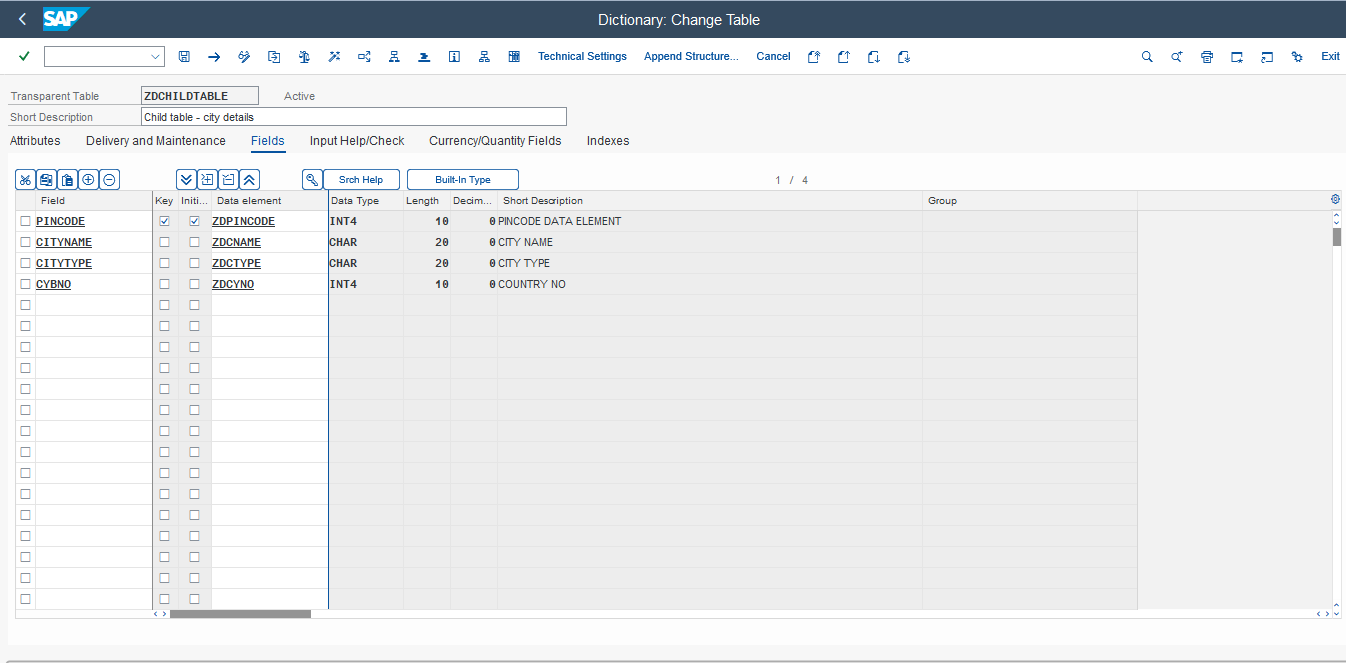 SAP Dictionary: Change Table
Technical Settings Append Structure... Cancel Exit
Transparent Table ZDCHILDTABLE Active
Short Description Child table - city details
Attributes Delivery and Maintenance Fields Input Help/Check Currency/Quantity Fields Indexes
Srch Help Built-In Type 1 / 4
Field Key Initi... Data element Data Type Length Decim... Short Description Group
PINCODE ZDPINCODE INT4 10 0 PINCODE DATA ELEMENT
CITYNAME ZDCNAME CHAR 20 0 CITY NAME
CITYTYPE ZDCTYPE CHAR 20 0 CITY TYPE
CYBNO ZDCYNO INT4 10 0 COUNTRY NO